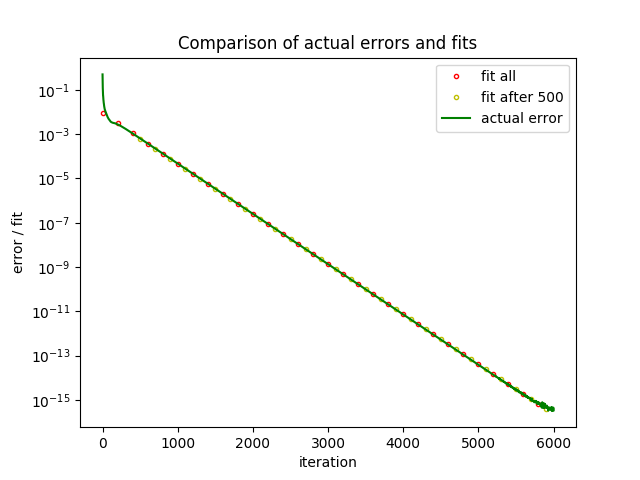 Comparison of actual errors and fits
fit all
fit after 500
actual error
error / fit
10⁻¹
10⁻³
10⁻⁵
10⁻⁷
10⁻⁹
10⁻¹¹
10⁻¹³
10⁻¹⁵
0 1000 2000 3000 4000 5000 6000
iteration